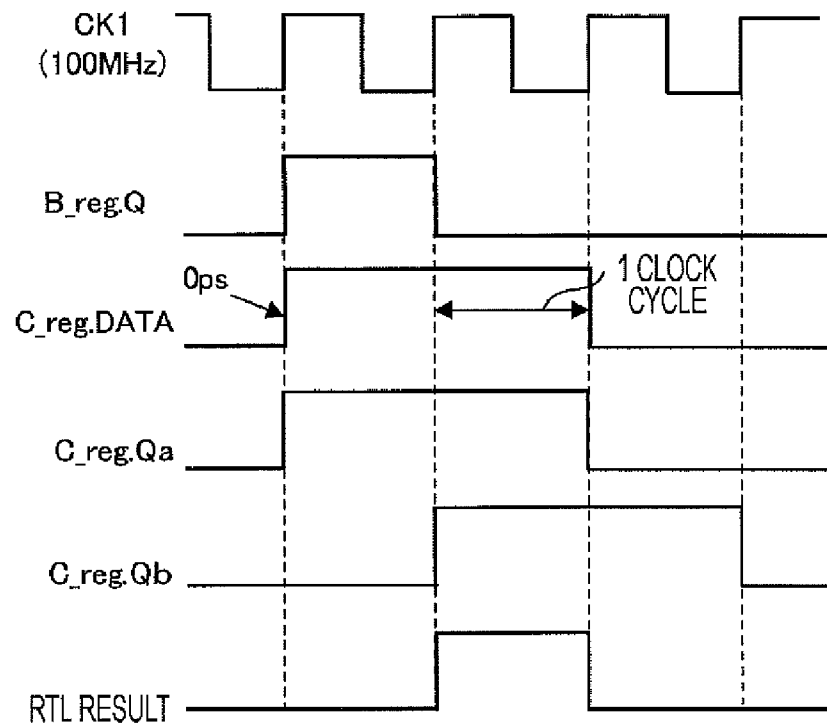 CK1
(100MHz)
B_reg.Q
0ps
1 CLOCK
CYCLE
C_reg.DATA
C_reg.Qa
C_reg.Qb
RTL RESULT